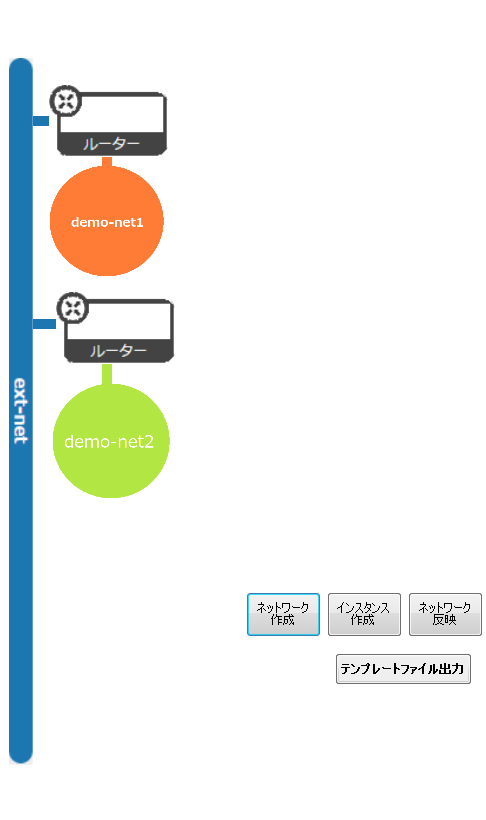 ルーター
demo-net1
ルーター
ext-net
demo-net2
ネットワーク
作成
インスタンス
作成
ネットワーク
反映
テンプレートファイル出力